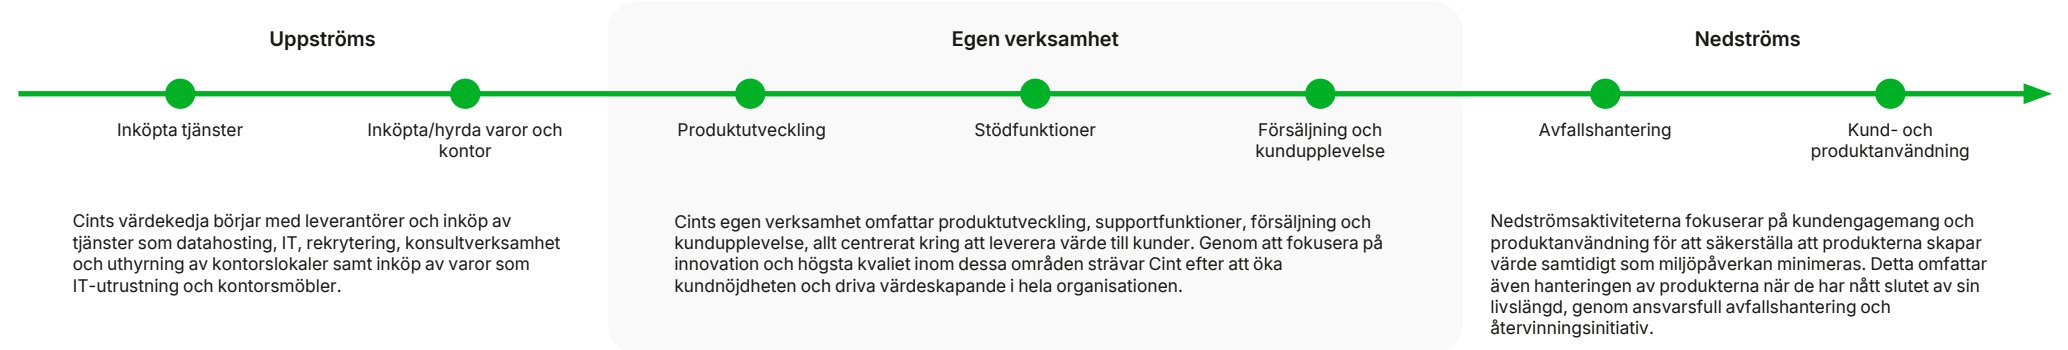 Uppströms
Egen verksamhet
Nedströms
Inköpta tjänster
Inköpta/hyrda varor och
kontor
Produktutveckling
Stödfunktioner
Försäljning och
kundupplevelse
Avfallshantering
Kund- och
produktanvändning
Cints värdekedja börjar med leverantörer och inköp av
tjänster som datahosting, IT, rekrytering, konsultverksamhet
och uthyrning av kontorslokaler samt inköp av varor som
IT-utrustning och kontorsmöbler.
Cints egen verksamhet omfattar produktutveckling, supportfunktioner, försäljning och
kundupplevelse, allt centrerat kring att leverera värde till kunder. Genom att fokusera på
innovation och högsta kvaliet inom dessa områden strävar Cint efter att öka
kundnöjdheten och driva värdeskapande i hela organisationen.
Nedströmsaktiviteterna fokuserar på kundengagemang och
produktanvändning för att säkerställa att produkterna skapar
värde samtidigt som miljöpåverkan minimeras. Detta omfattar
även hanteringen av produkterna när de har nått slutet av sin
livslängd, genom ansvarsfull avfallshantering och
återvinningsinitiativ.